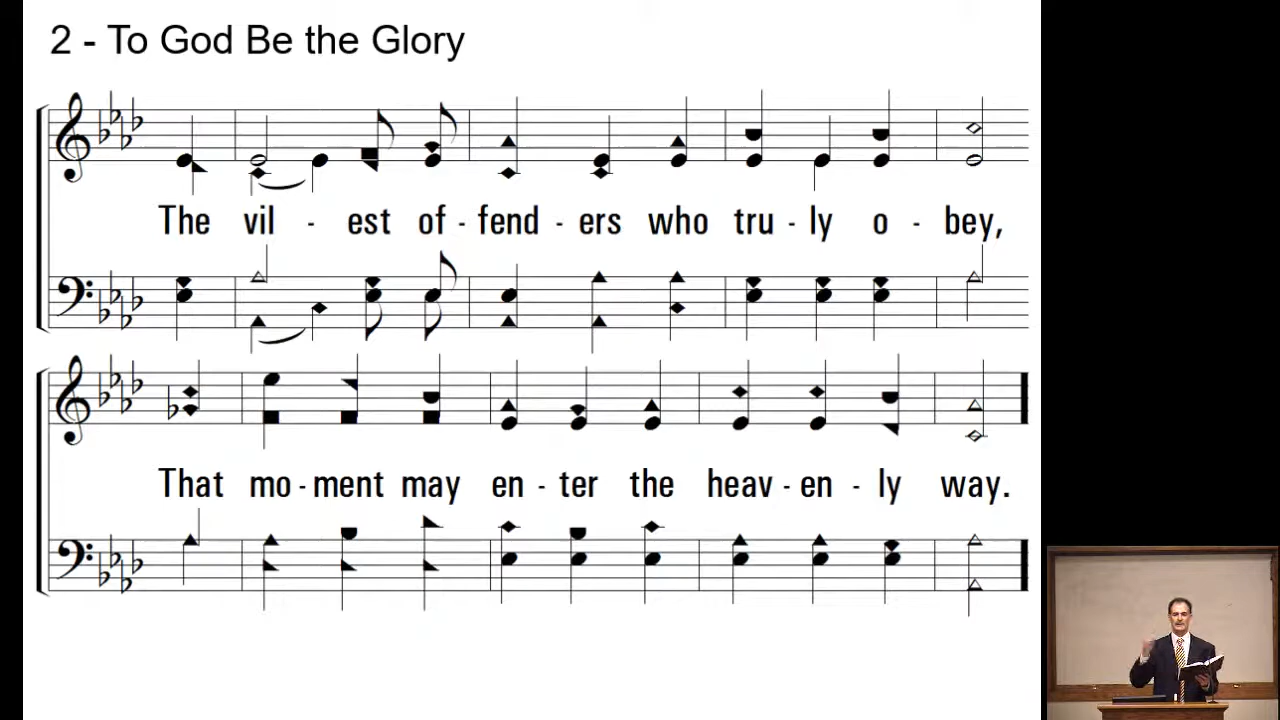 2 - To God Be the Glory
The vil - est of - fend - ers who tru - ly o - bey,
That mo - ment may en - ter the heav - en - ly way.